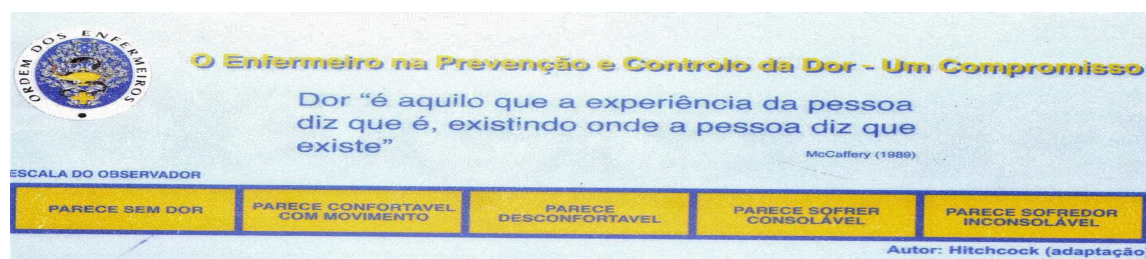 ORDEM DOS ENFERMEIROS
O Enfermeiro na Prevenção e Controlo da Dor - Um Compromisso
Dor “é aquilo que a experiência da pessoa
diz que é, existindo onde a pessoa diz que
existe”
McCaffery (1989)
ESCALA DO OBSERVADOR
PARECE SEM DOR
PARECE CONFORTAVEL
COM MOVIMENTO
PARECE
DESCONFORTAVEL
PARECE SOFRER
CONSOLÁVEL
PARECE SOFREDOR
INCONSOLÁVEL
Autor: Hitchcock (adaptação